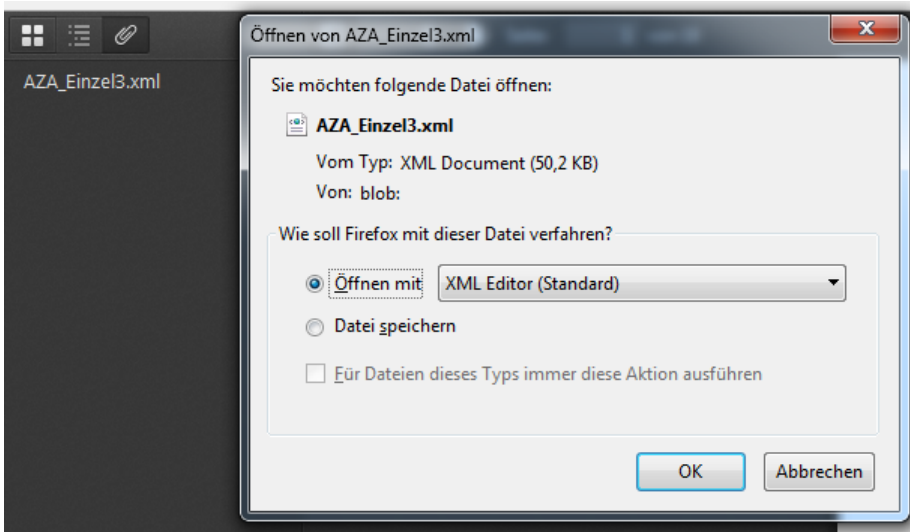 Öffnen von AZA_Einzel3.xml
AZA_Einzel3.xml
Sie möchten folgende Datei öffnen:
AZA_Einzel3.xml
Vom Typ: XML Document (50,2 KB)
Von: blob:
Wie soll Firefox mit dieser Datei verfahren?
Öffnen mit XML Editor (Standard)
Datei speichern
Für Dateien dieses Typs immer diese Aktion ausführen
OK Abbrechen